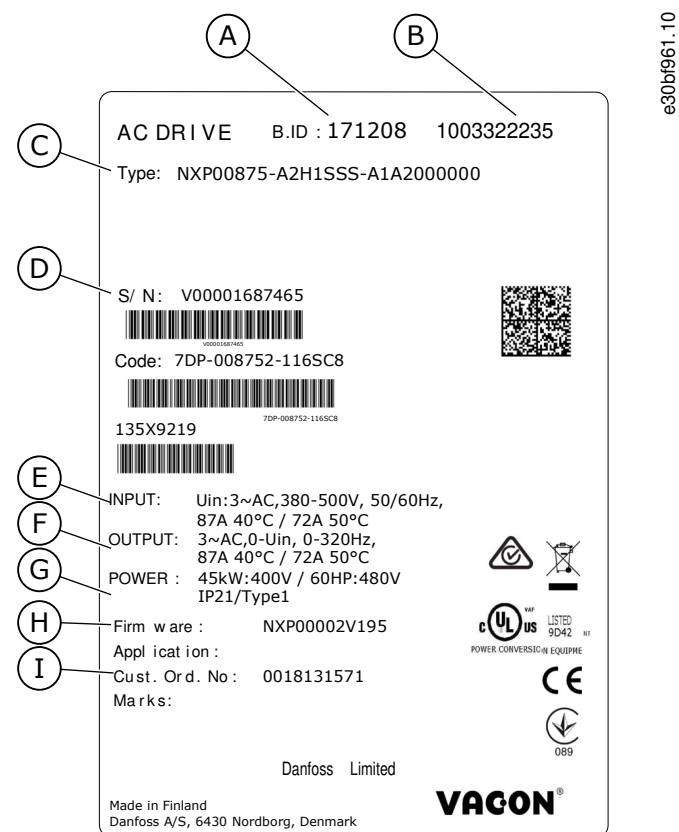 e30bf961.10
A
B
AC DRIVE B.ID : 171208 1003322235
C
Type: NXP00875-A2H1SSS-A1A2000000
D
S/ N: V00001687465
V00001687465
Code: 7DP-008752-116SC8
7DP-008752-116SC8
135X9219
E
INPUT: Uin:3~AC,380-500V, 50/60Hz,
87A 40°C / 72A 50°C
F
OUTPUT: 3~AC,0-Uin, 0-320Hz,
87A 40°C / 72A 50°C
G
POWER : 45kW:400V / 60HP:480V
IP21/Type1
H
Firm ware : NXP00002V195
Application :
I
Cust. Ord. No : 0018131571
Marks:
c UL us VAF LISTED
9D42 NT
POWER CONVERSION EQUIPME
CE
089
Danfoss Limited
Made in Finland
Danfoss A/S, 6430 Nordborg, Denmark
VACON®